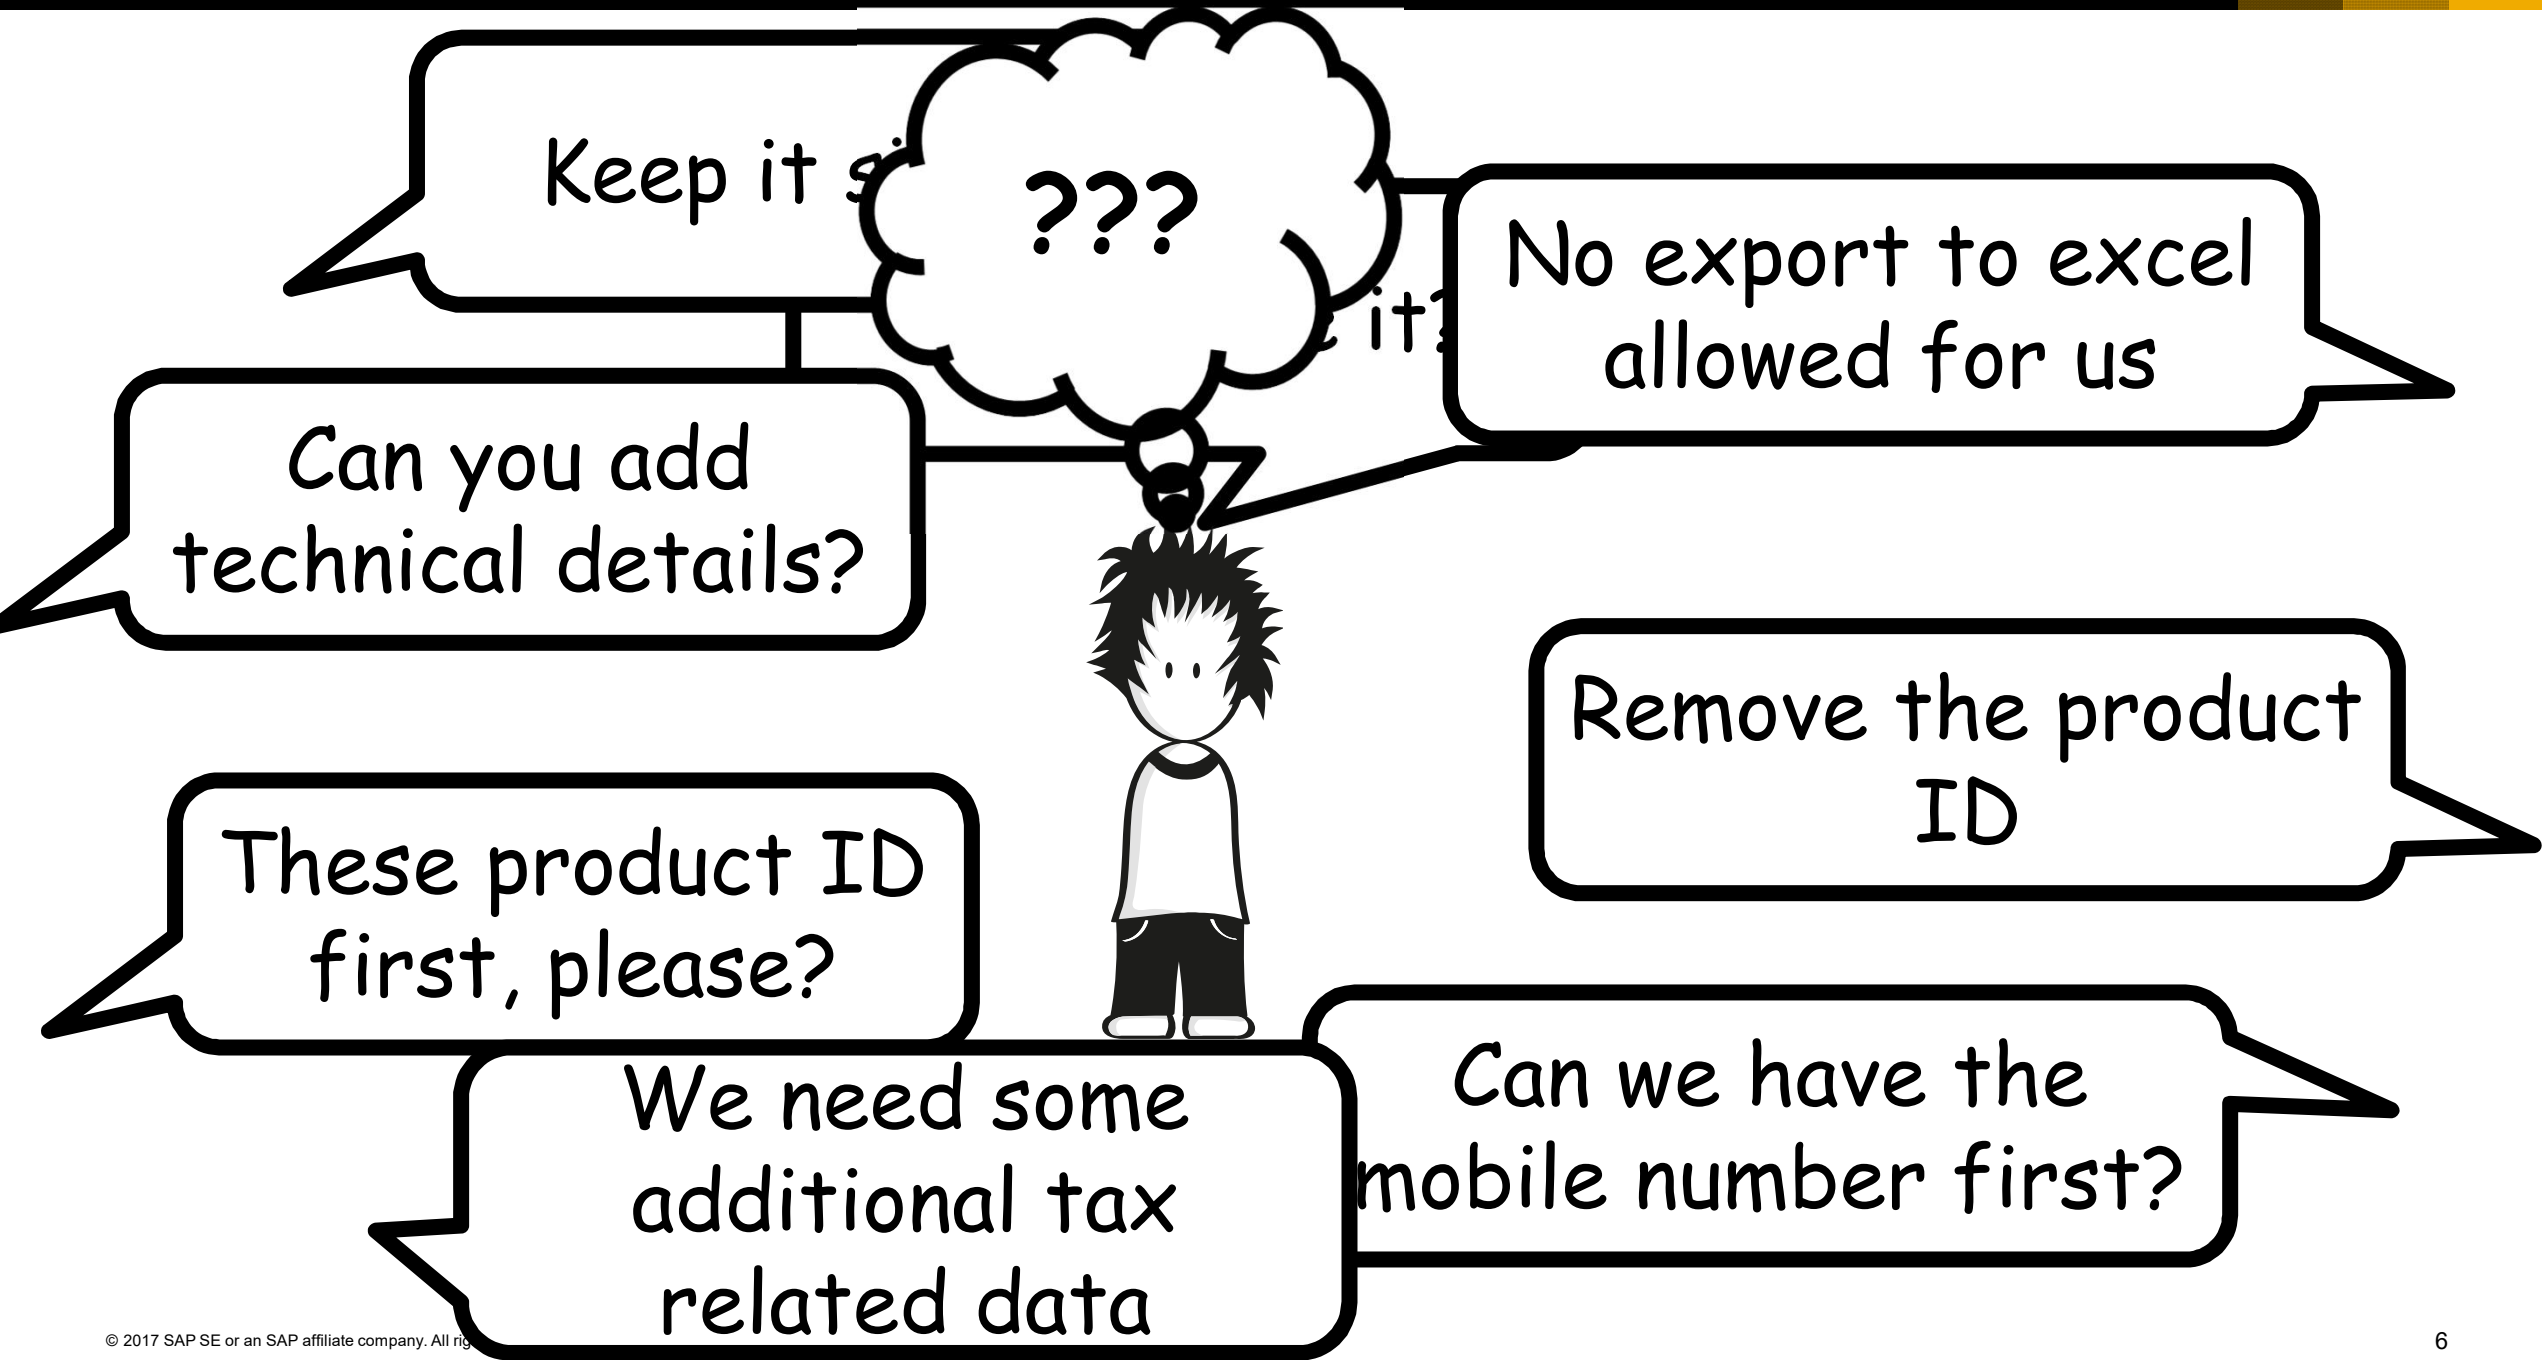 Keep it
???
it?
No export to excel
allowed for us
Can you add
technical details?
Remove the product
ID
These product ID
first, please?
Can we have the
mobile number first?
We need some
additional tax
related data
© 2017 SAP SE or an SAP affiliate company. All
6